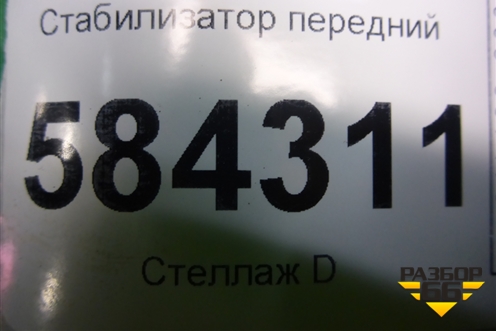 Стабилизатор передний
584311
Стеллаж D
РАЗБОР
66